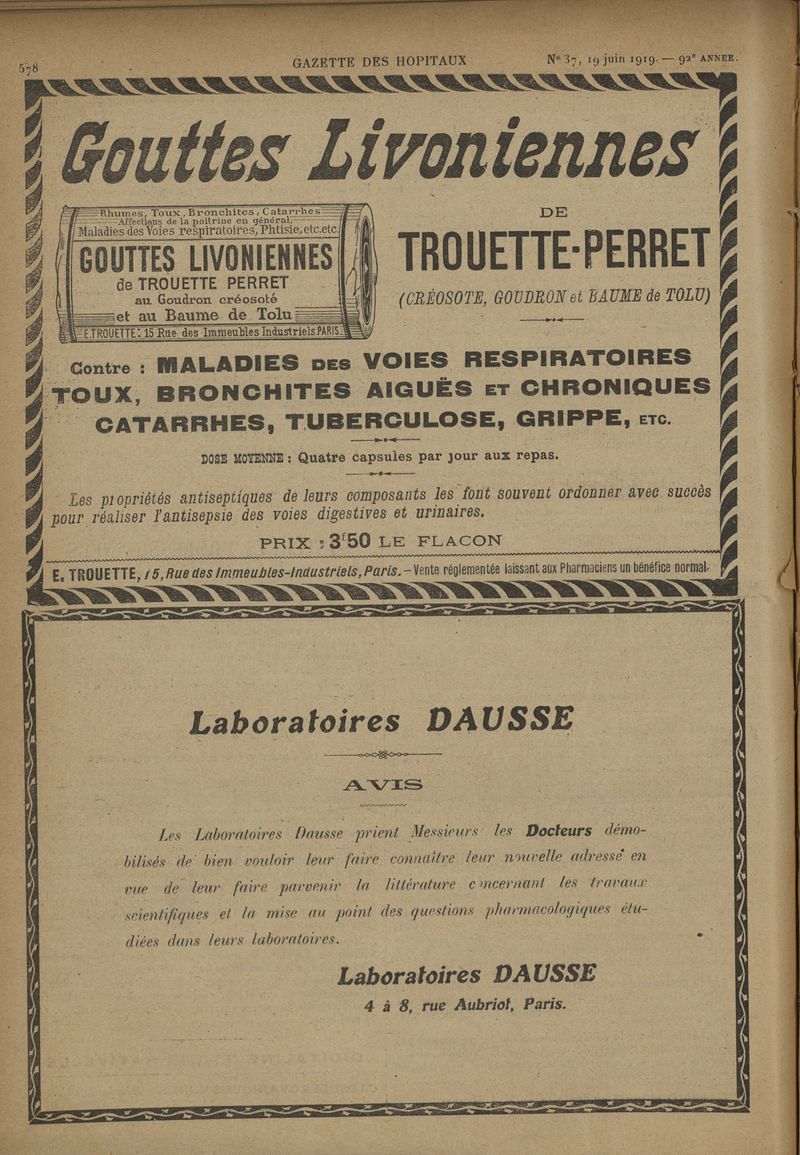 578
GAZETTE DES HOPITAUX
No 37, 19 juin 1919. — 92e ANNEE.
Gouttes Livoniennes
Rhumes, Toux, Bronchites, Catarrhes
Affections de la poitrine en général,
Maladies des Voies respiratoires, Phtisie, etc. etc.
GOUTTES LIVONIENNES
de TROUETTE PERRET
au Goudron créosoté
et au Baume de Tolu
E. TROUETTE: 15 Rue des Immeubles Industriels. PARIS
DE
TROUETTE-PERRET
(CRÉOSOTE, GOUDRON et BAUME de TOLU)
Contre : MALADIES DES VOIES RESPIRATOIRES
TOUX, BRONCHITES AIGUËS ET CHRONIQUES
CATARRHES, TUBERCULOSE, GRIPPE, ETC.
DOSE MOYENNE : Quatre capsules par jour aux repas.
Les propriétés antiseptiques de leurs composants les font souvent ordonner avec succès
pour réaliser l'antisepsie des voies digestives et urinaires.
PRIX : 3f50 LE FLACON
E. TROUETTE, 15, Rue des Immeubles-Industriels, Paris. — Vente réglementée laissant aux Pharmaciens un bénéfice normal.
Laboratoires DAUSSE
AVIS
Les Laboratoires Dausse prient Messieurs les Docteurs démo-
bilisés de bien vouloir leur faire connaître leur nouvelle adresse en
vue de leur faire parvenir la littérature concernant les travaux
scientifiques et la mise au point des questions pharmacologiques étu-
diées dans leurs laboratoires.
Laboratoires DAUSSE
4 à 8, rue Aubriot, Paris.